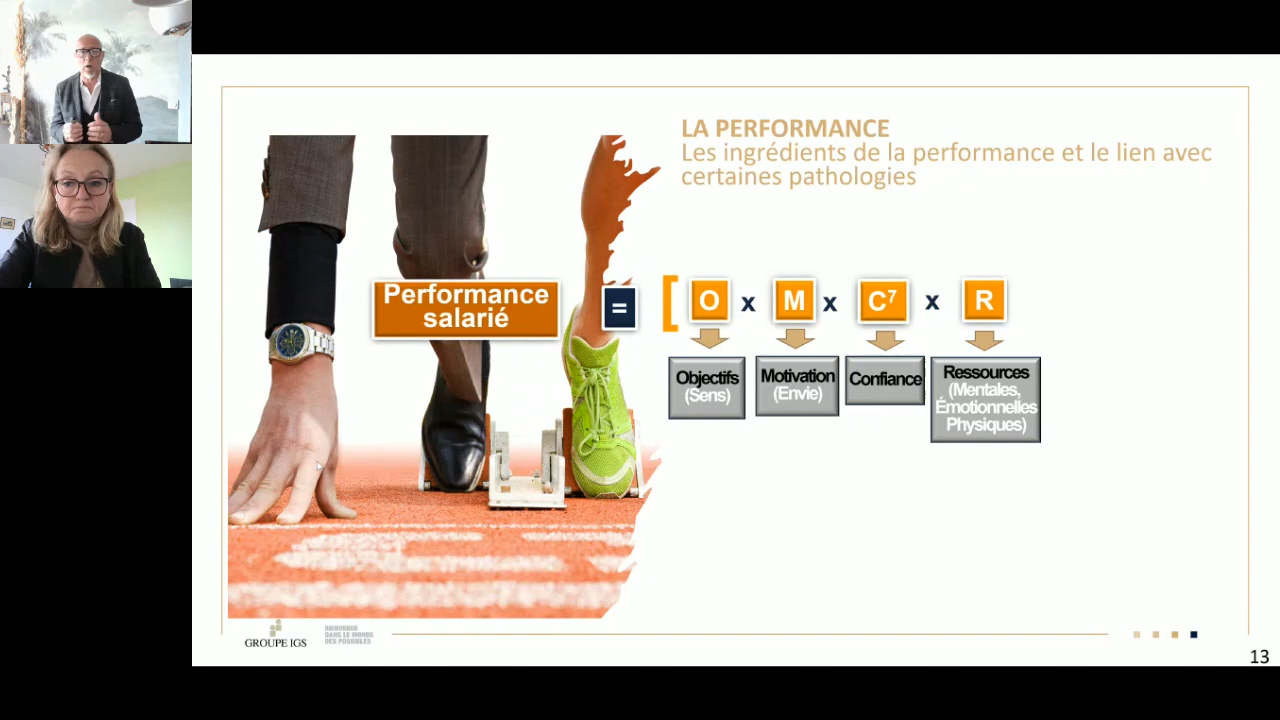 LA PERFORMANCE
Les ingrédients de la performance et le lien avec
certaines pathologies
Performance
salarié
=
[
O x M x C⁷ x R
Objectifs
(Sens)
Motivation
(Envie)
Confiance
Ressources
(Mentales,
Émotionnelles
Physiques)
GROUPE IGS
BIENVENUE
DANS LE MONDE
DES POSSIBLES
13